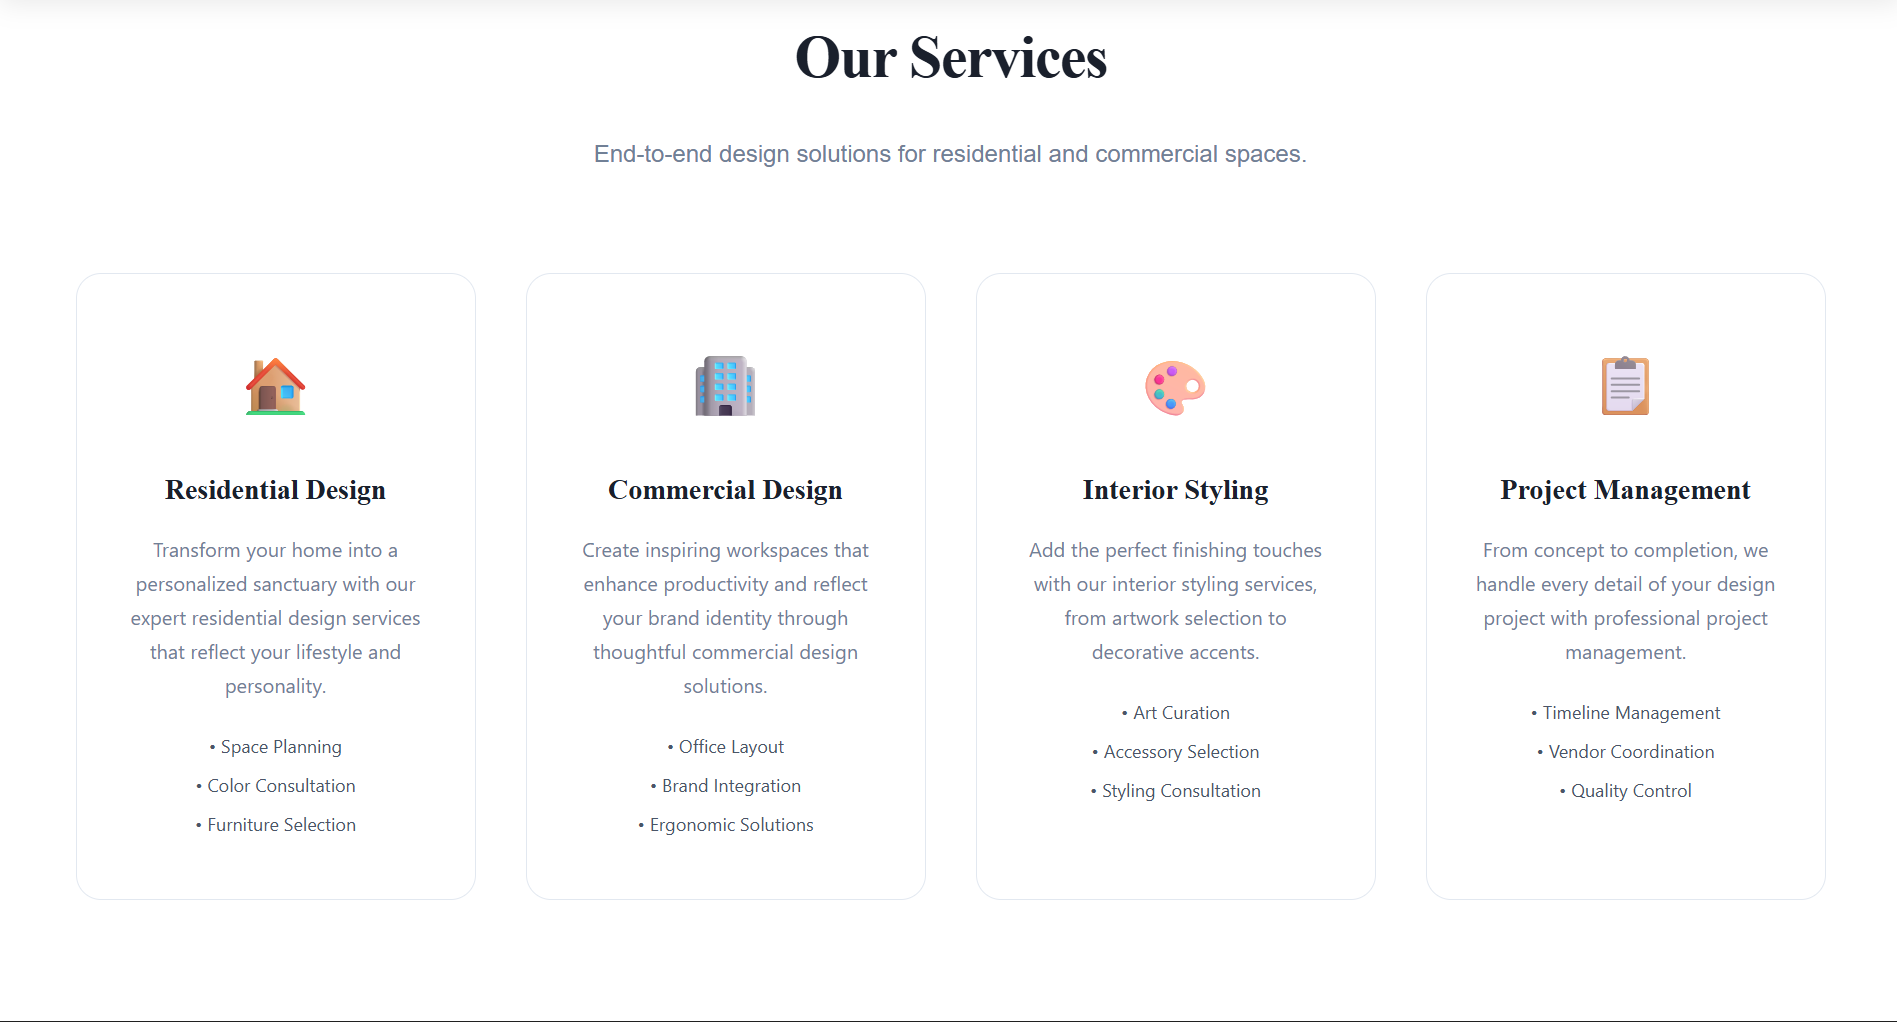 Our Services
End-to-end design solutions for residential and commercial spaces.
Residential Design
Transform your home into a
personalized sanctuary with our
expert residential design services
that reflect your lifestyle and
personality.
• Space Planning
• Color Consultation
• Furniture Selection
Commercial Design
Create inspiring workspaces that
enhance productivity and reflect
your brand identity through
thoughtful commercial design
solutions.
• Office Layout
• Brand Integration
• Ergonomic Solutions
Interior Styling
Add the perfect finishing touches
with our interior styling services,
from artwork selection to
decorative accents.
• Art Curation
• Accessory Selection
• Styling Consultation
Project Management
From concept to completion, we
handle every detail of your design
project with professional project
management.
• Timeline Management
• Vendor Coordination
• Quality Control